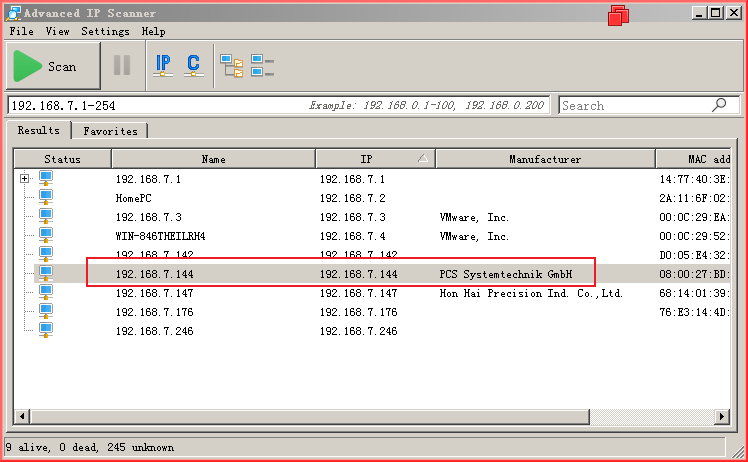 Advanced IP Scanner
File View Settings Help
Scan IP C
192.168.7.1-254 Example: 192.168.0.1-100, 192.168.0.200 Search
Results Favorites
Status Name IP Manufacturer MAC add
192.168.7.1 192.168.7.1 14:77:40:3E:
HomePC 192.168.7.2 2A:11:6F:02:
192.168.7.3 192.168.7.3 VMware, Inc. 00:0C:29:EA:
WIN-846THEILRH4 192.168.7.4 VMware, Inc. 00:0C:29:52:
192.168.7.142 192.168.7.142 D0:05:E4:32:
192.168.7.144 192.168.7.144 PCS Systemtechnik GmbH 08:00:27:BD:
192.168.7.147 192.168.7.147 Hon Hai Precision Ind. Co.,Ltd. 68:14:01:39:
192.168.7.176 192.168.7.176 76:E3:14:4D:
192.168.7.246 192.168.7.246
9 alive, 0 dead, 245 unknown